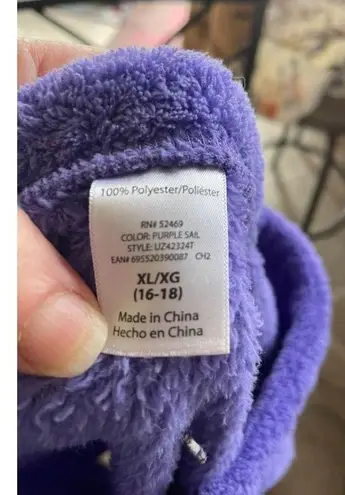 100% Polyester/Poliéster
RN# 52469
COLOR: PURPLE SAIL
STYLE: UZ42324T
EAN# 695520390087 CH2
XL/XG
(16-18)
Made in China
Hecho en China